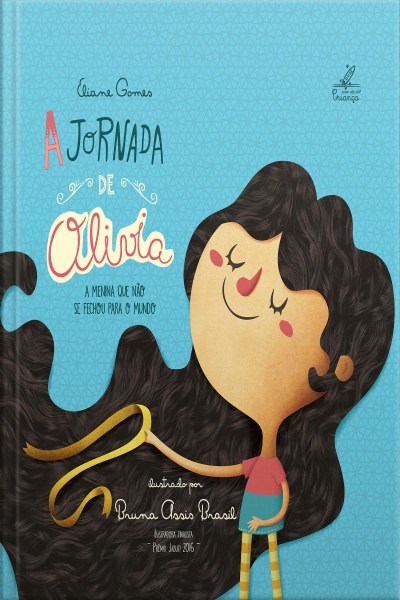 Eliane Gomes
A JORNADA
DE
Olivia
A MENINA QUE NÃO
SE FECHOU PARA O MUNDO
Criança
ilustrado por
Bruna Assis Brasil
ILUSTRADORA FINALISTA
- PRÊMIO JABUTI 2016 -